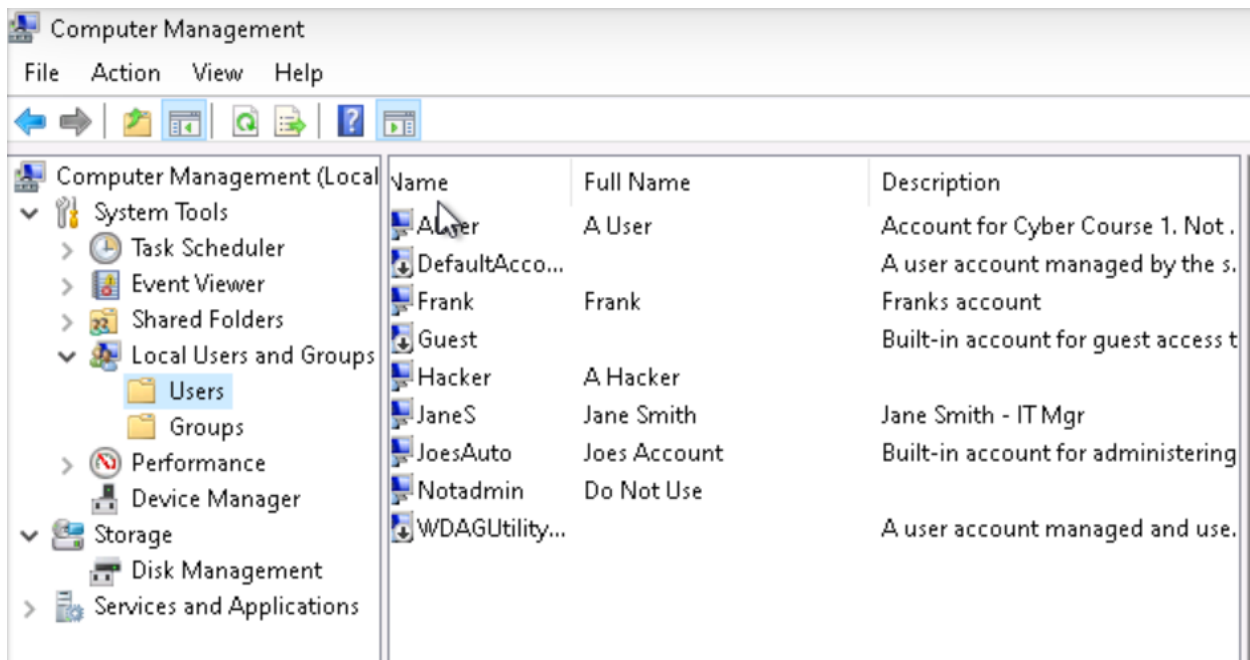 Computer Management
File Action View Help
Computer Management (Local
System Tools
Task Scheduler
Event Viewer
Shared Folders
Local Users and Groups
Users
Groups
Performance
Device Manager
Storage
Disk Management
Services and Applications
Name Full Name Description
A User Account for Cyber Course 1. Not .
DefaultAcco... A user account managed by the s.
Frank Frank Franks account
Guest Built-in account for guest access t
Hacker A Hacker
JaneS Jane Smith Jane Smith - IT Mgr
JoesAuto Joes Account Built-in account for administering
Notadmin Do Not Use
WDAGUtility... A user account managed and use.